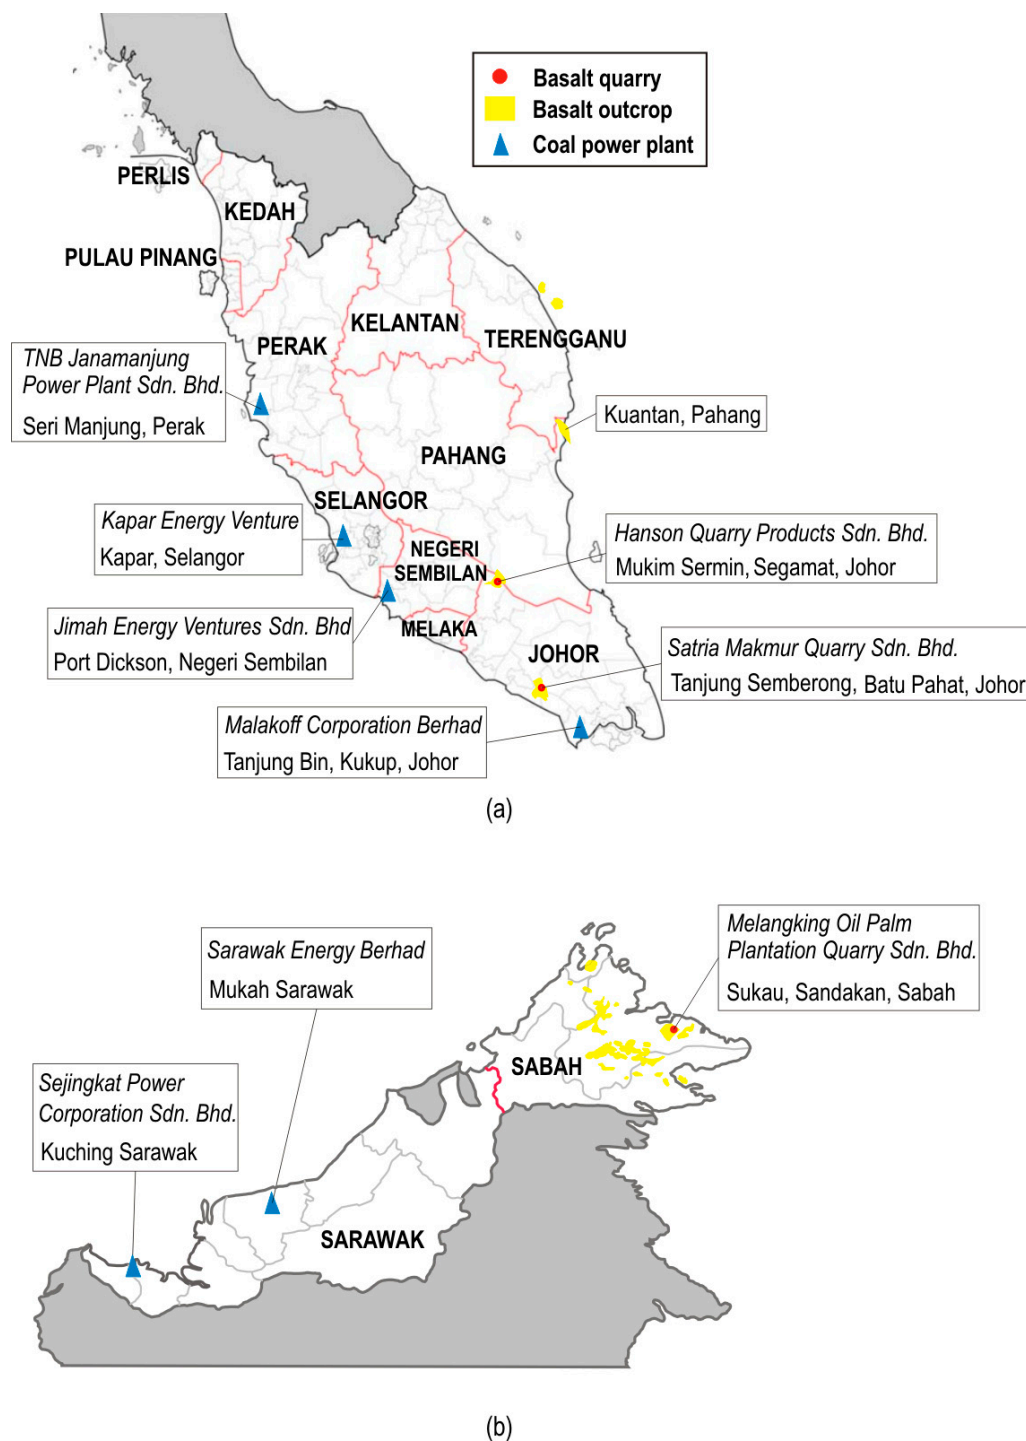 Basalt quarry
Basalt outcrop
Coal power plant
PERLIS
KEDAH
PULAU PINANG
KELANTAN
PERAK
TERENGGANU
TNB Janamanjung
Power Plant Sdn. Bhd.
Seri Manjung, Perak
Kuantan, Pahang
PAHANG
SELANGOR
Kapar Energy Venture
Kapar, Selangor
NEGERI
SEMBILAN
Hanson Quarry Products Sdn. Bhd.
Mukim Sermin, Segamat, Johor
Jimah Energy Ventures Sdn. Bhd
Port Dickson, Negeri Sembilan
MELAKA
JOHOR
Satria Makmur Quarry Sdn. Bhd.
Tanjung Semberong, Batu Pahat, Johor
Malakoff Corporation Berhad
Tanjung Bin, Kukup, Johor
(a)
Melangking Oil Palm
Plantation Quarry Sdn. Bhd.
Sukau, Sandakan, Sabah
Sarawak Energy Berhad
Mukah Sarawak
SABAH
Sejingkat Power
Corporation Sdn. Bhd.
Kuching Sarawak
SARAWAK
(b)